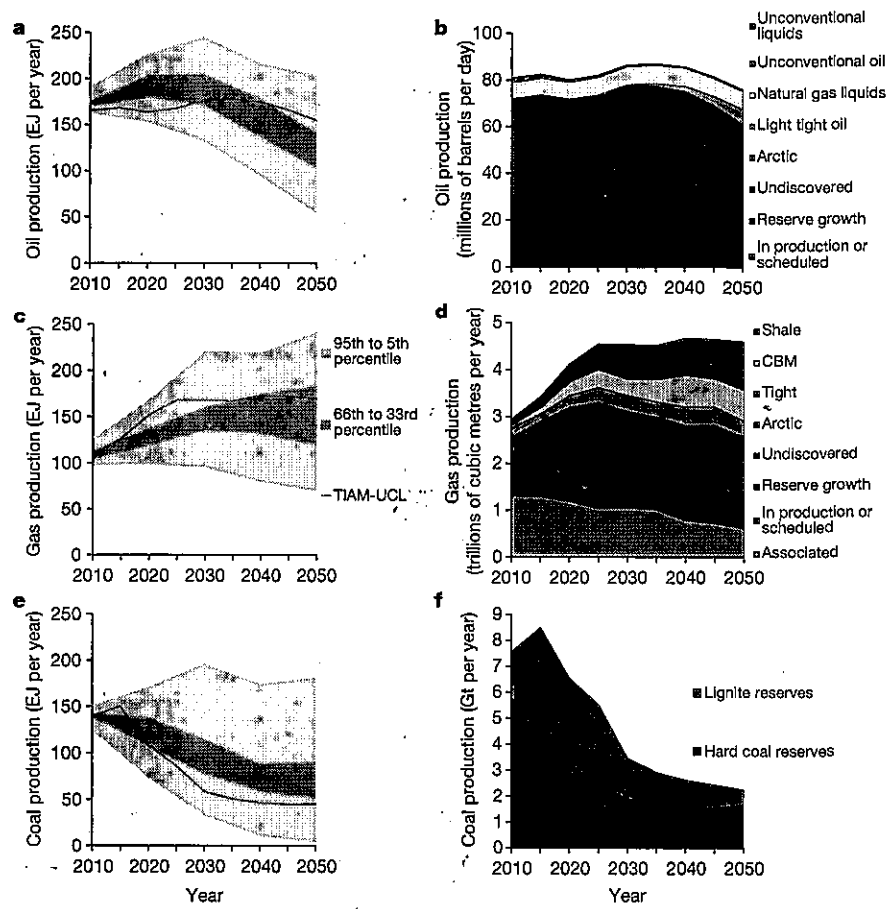 a
250
200
150
100
50
0
Oil production (EJ per year)
2010 2020 2030 2040 2050
b
100
80
60
40
20
0
Oil production
(millions of barrels per day)
2010 2020 2030 2040 2050
Unconventional
liquids
Unconventional oil
Natural gas liquids
Light tight oil
Arctic
Undiscovered
Reserve growth
In production or
scheduled
c
250
200
150
100
50
0
Gas production (EJ per year)
2010 2020 2030 2040 2050
95th to 5th
percentile
66th to 33rd
percentile
TIAM-UCL
d
5
4
3
2
1
0
Gas production
(trillions of cubic metres per year)
2010 2020 2030 2040 2050
Shale
CBM
Tight
Arctic
Undiscovered
Reserve growth
In production or
scheduled
Associated
e
250
200
150
100
50
0
Coal production (EJ per year)
2010 2020 2030 2040 2050
Year
f
9
8
7
6
5
4
3
2
1
0
Coal production (Gt per year)
2010 2020 2030 2040 2050
Year
Lignite reserves
Hard coal reserves